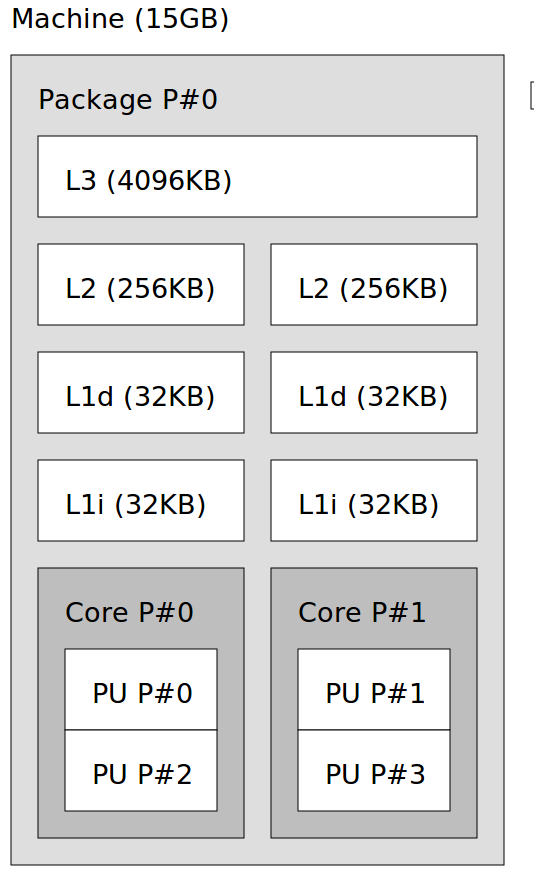 Machine (15GB)
Package P#0
L3 (4096KB)
L2 (256KB)
L2 (256KB)
L1d (32KB)
L1d (32KB)
L1i (32KB)
L1i (32KB)
Core P#0
Core P#1
PU P#0
PU P#1
PU P#2
PU P#3